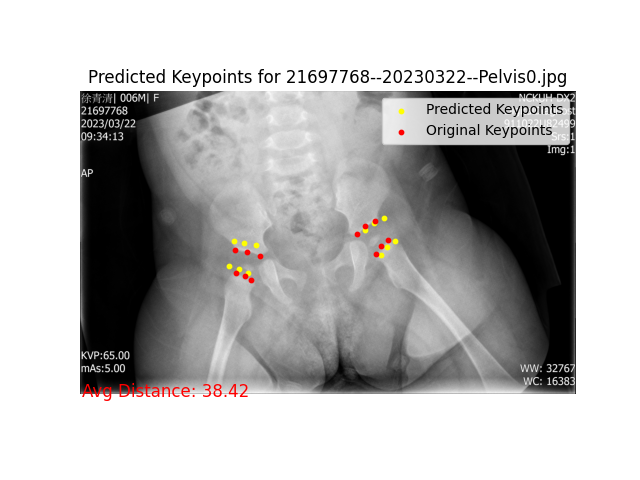 Predicted Keypoints for 21697768--20230322--Pelvis0.jpg
徐青清| 006M| F
21697768
2023/03/22
09:34:13
AP
NCKUH-DX2
Srs:1
Img:1
Predicted Keypoints
Original Keypoints
KVP:65.00
mAs:5.00
WW: 32767
WC: 16383
Avg Distance: 38.42